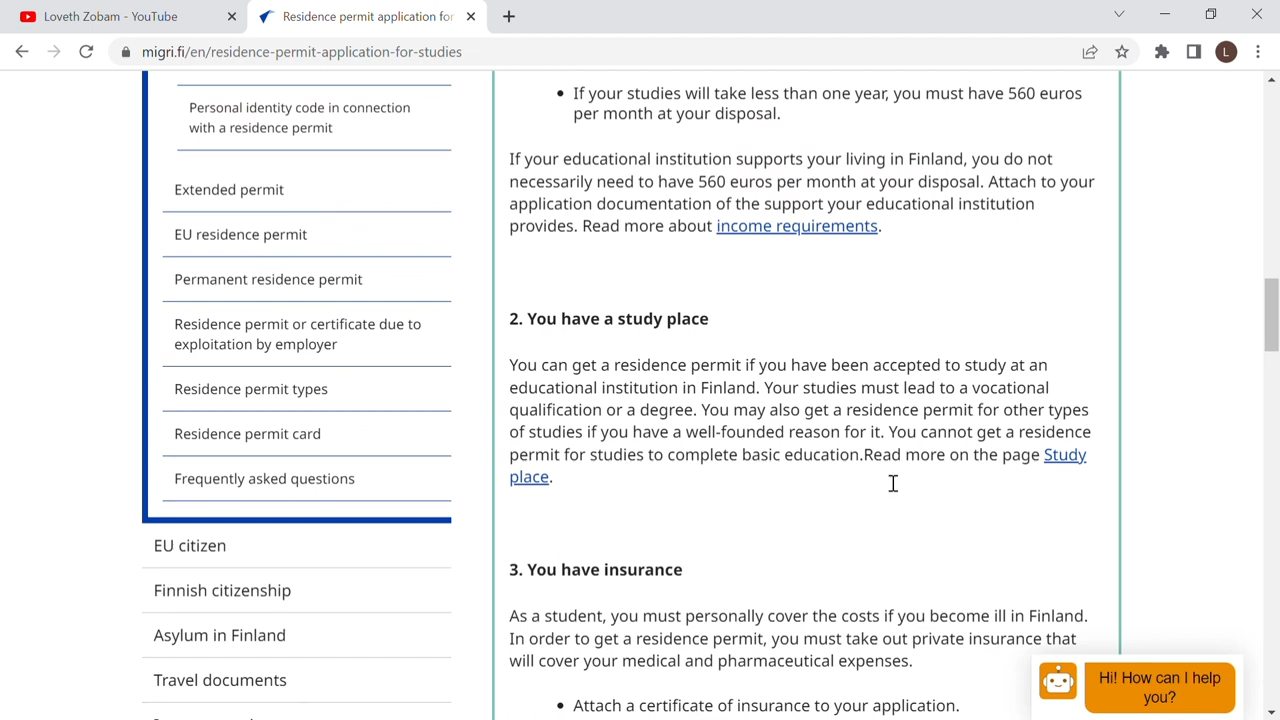 Loveth Zobam - YouTube
Residence permit application for
migri.fi/en/residence-permit-application-for-studies
L
Personal identity code in connection
with a residence permit
Extended permit
EU residence permit
Permanent residence permit
Residence permit or certificate due to
exploitation by employer
Residence permit types
Residence permit card
Frequently asked questions
EU citizen
Finnish citizenship
Asylum in Finland
Travel documents
• If your studies will take less than one year, you must have 560 euros
per month at your disposal.
If your educational institution supports your living in Finland, you do not
necessarily need to have 560 euros per month at your disposal. Attach to your
application documentation of the support your educational institution
provides. Read more about income requirements.
2. You have a study place
You can get a residence permit if you have been accepted to study at an
educational institution in Finland. Your studies must lead to a vocational
qualification or a degree. You may also get a residence permit for other types
of studies if you have a well-founded reason for it. You cannot get a residence
permit for studies to complete basic education.Read more on the page Study
place.
3. You have insurance
As a student, you must personally cover the costs if you become ill in Finland.
In order to get a residence permit, you must take out private insurance that
will cover your medical and pharmaceutical expenses.
• Attach a certificate of insurance to your application.
Hi! How can I help
you?